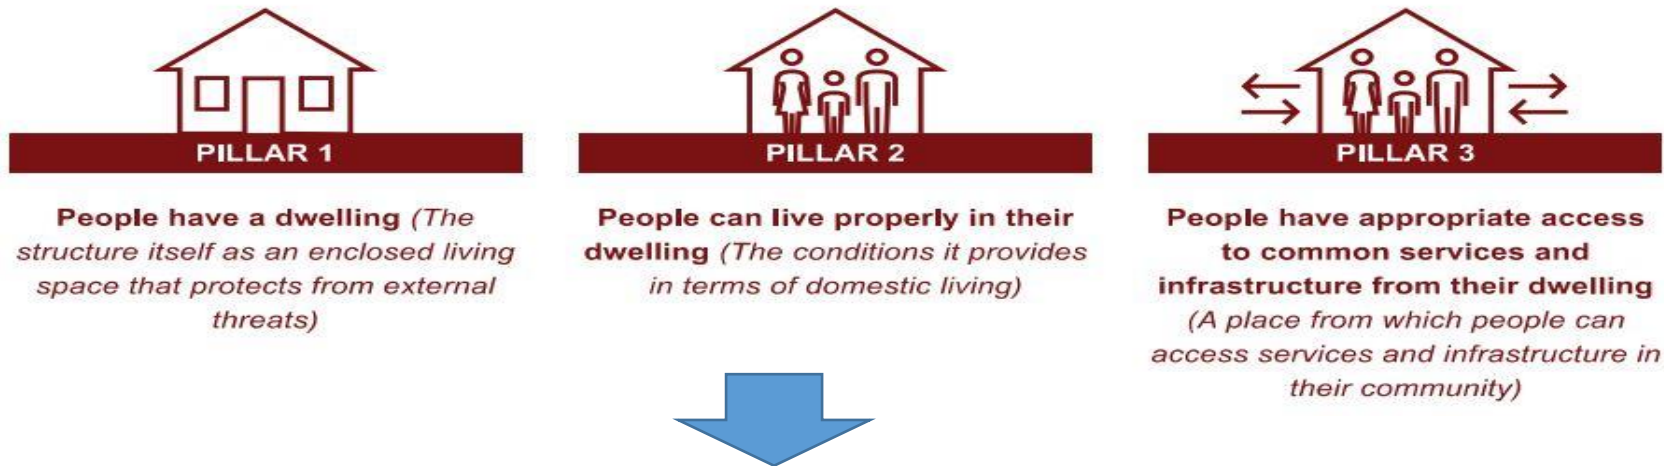 PILLAR 1
People have a dwelling (The
structure itself as an enclosed living
space that protects from external
threats)
PILLAR 2
People can live properly in their
dwelling (The conditions it provides
in terms of domestic living)
PILLAR 3
People have appropriate access
to common services and
infrastructure from their dwelling
(A place from which people can
access services and infrastructure in
their community)